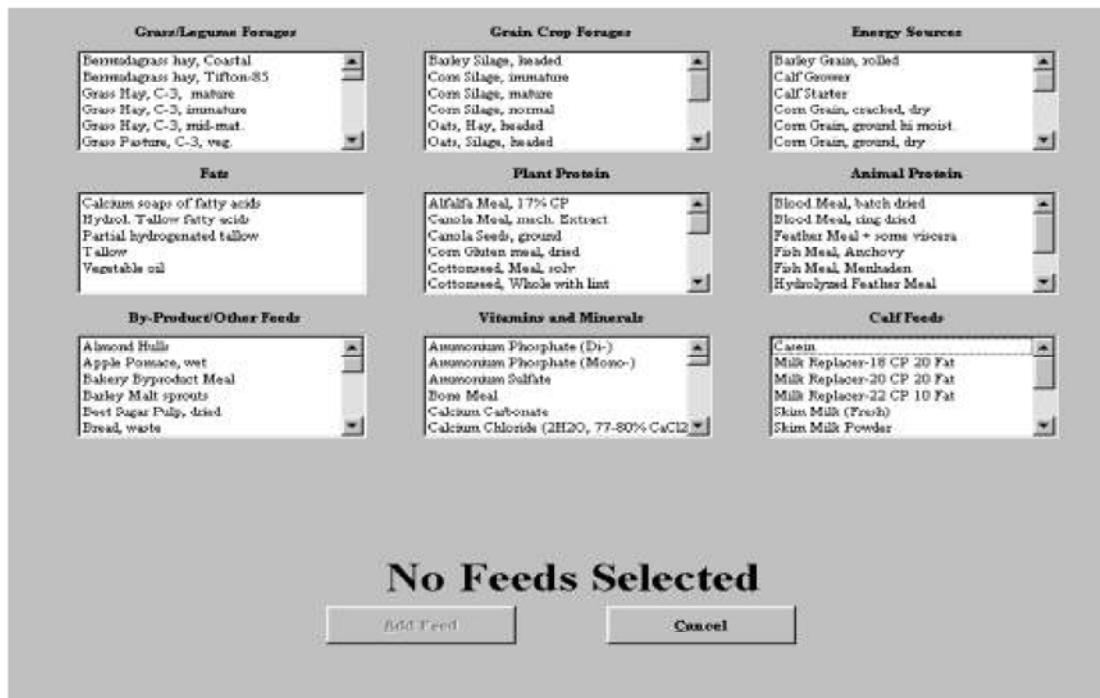 Grass/Legume Forages
Bermudagrass hay, Coastal
Bermudagrass hay, Tifton-85
Grass Hay, C-3, mature
Grass Hay, C-3, immature
Grass Hay, C-3, mid-mat.
Grass Pasture, C-3, veg.
Grain Crop Forages
Barley Silage, headed
Corn Silage, immature
Corn Silage, mature
Corn Silage, normal
Oats, Hay, headed
Oats, Silage, headed
Energy Sources
Barley Grain, rolled
Calf Grower
Calf Starter
Corn Grain, cracked, dry
Corn Grain, ground hi moist.
Corn Grain, ground, dry
Fats
Calcium soaps of fatty acids
Hydrol. Tallow fatty acids
Partial hydrogenated tallow
Tallow
Vegetable oil
Plant Protein
Alfalfa Meal, 17% CP
Canola Meal, mech. Extract
Canola Seeds, ground
Corn Gluten meal, dried
Cottonseed, Meal, solv
Cottonseed, Whole with lint
Animal Protein
Blood Meal, batch dried
Blood Meal, ring dried
Feather Meal + some viscera
Fish Meal, Anchovy
Fish Meal, Menhaden
Hydrolyzed Feather Meal
By-Product/Other Feeds
Almond Hulls
Apple Pomace, wet
Bakery Byproduct Meal
Barley Malt sprouts
Beet Sugar Pulp, dried
Bread, waste
Vitamins and Minerals
Ammonium Phosphate (Di-)
Ammonium Phosphate (Mono-)
Ammonium Sulfate
Bone Meal
Calcium Carbonate
Calcium Chloride (2H2O, 77-80% CaCl2
Calf Feeds
Casein
Milk Replacer-18 CP 20 Fat
Milk Replacer-20 CP 20 Fat
Milk Replacer-22 CP 10 Fat
Skim Milk (Fresh)
Skim Milk Powder
No Feeds Selected
Add Feed
Cancel